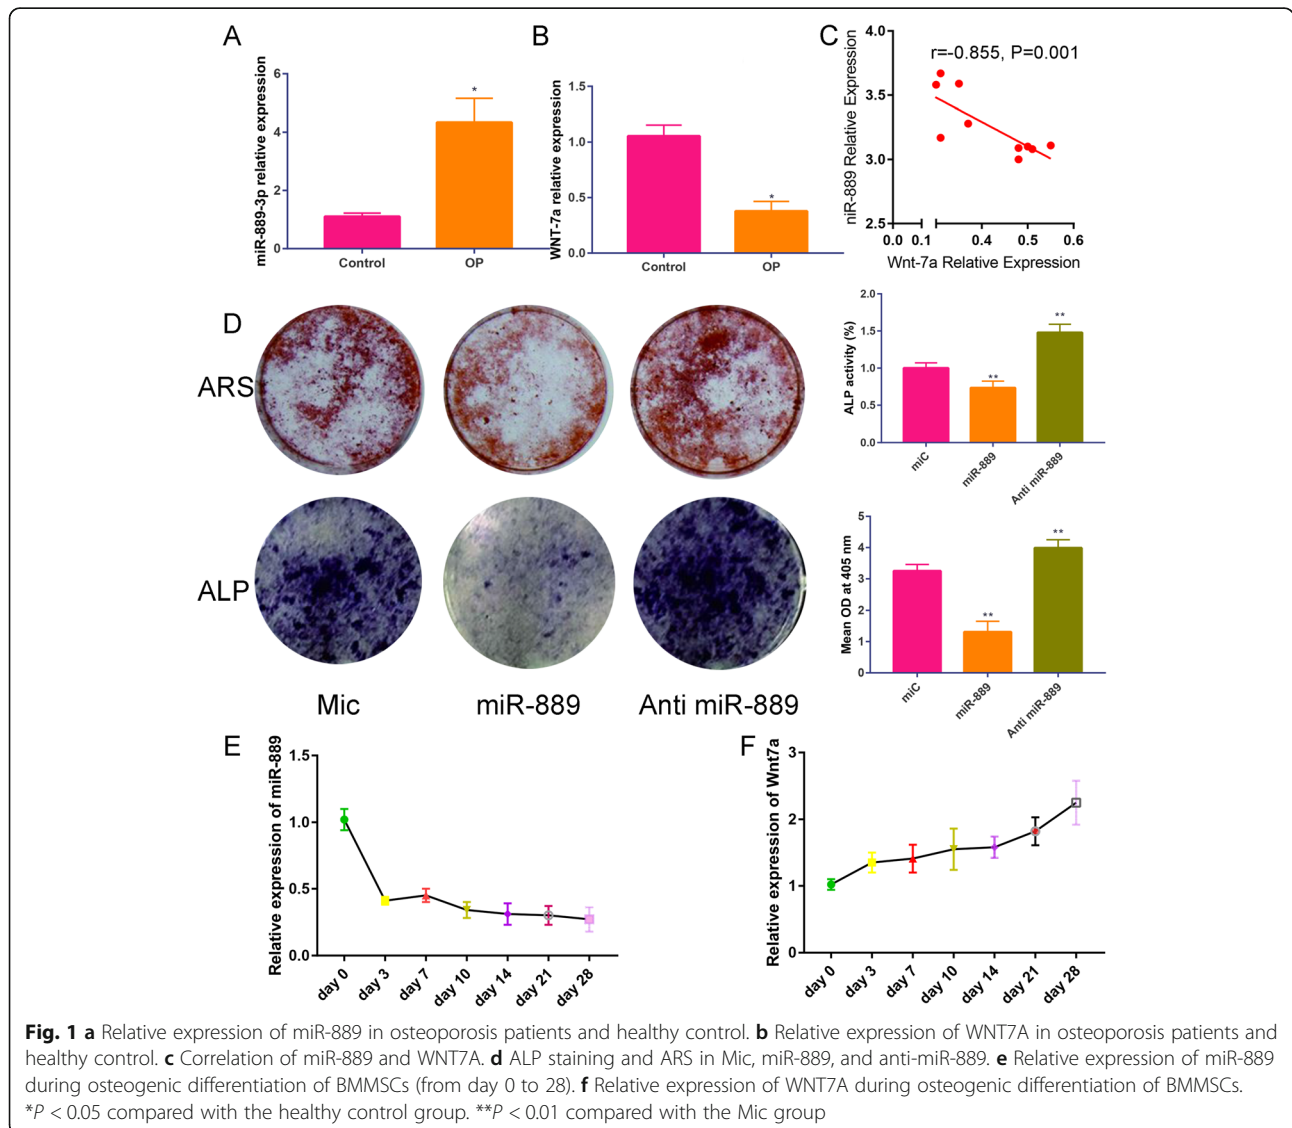 A
miR-889-3p relative expression
6
4
2
0
*
Control
OP
B
WNT-7a relative expression
1.5
1.0
0.5
0.0
*
Control
OP
C
niR-889 Relative Expression
4.0
3.5
3.0
2.5
r=-0.855, P=0.001
0.0
0.1
0.4
0.5
0.6
Wnt-7a Relative Expression
D
ARS
ALP
Mic
miR-889
Anti miR-889
ALP activity (%)
2.0
1.5
1.0
0.5
0.0
**
**
miC
miR-889
Anti miR-889
Mean OD at 405 nm
5
4
3
2
1
0
**
**
miC
miR-889
Anti miR-889
E
Relative expression of miR-889
1.5
1.0
0.5
0.0
day 0
day 3
day 7
day 10
day 14
day 21
day 28
F
Relative expression of Wnt7a
3
2
1
0
day 0
day 3
day 7
day 10
day 14
day 21
day 28
Fig. 1 a Relative expression of miR-889 in osteoporosis patients and healthy control. b Relative expression of WNT7A in osteoporosis patients and
healthy control. c Correlation of miR-889 and WNT7A. d ALP staining and ARS in Mic, miR-889, and anti-miR-889. e Relative expression of miR-889
during osteogenic differentiation of BMMSCs (from day 0 to 28). f Relative expression of WNT7A during osteogenic differentiation of BMMSCs.
*P < 0.05 compared with the healthy control group. **P < 0.01 compared with the Mic group